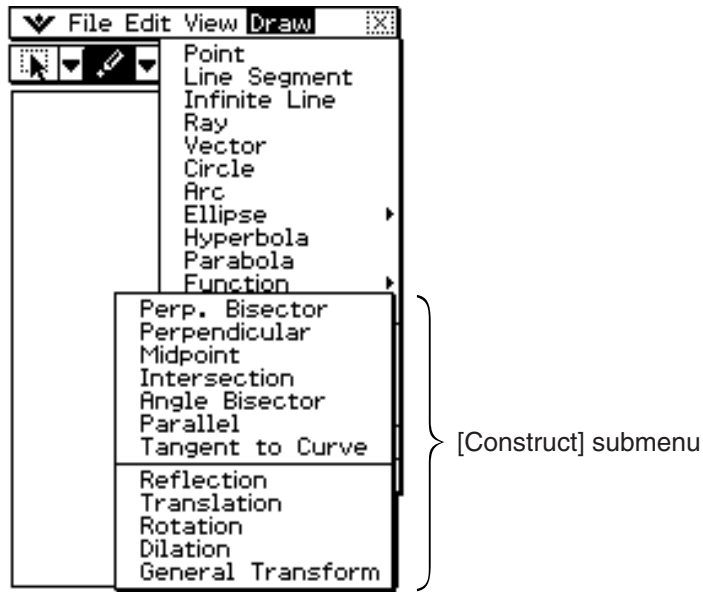 File Edit View Draw
Point
Line Segment
Infinite Line
Ray
Vector
Circle
Arc
Ellipse
Hyperbola
Parabola
Function
Perp. Bisector
Perpendicular
Midpoint
Intersection
Angle Bisector
Parallel
Tangent to Curve
Reflection
Translation
Rotation
Dilation
General Transform
[Construct] submenu